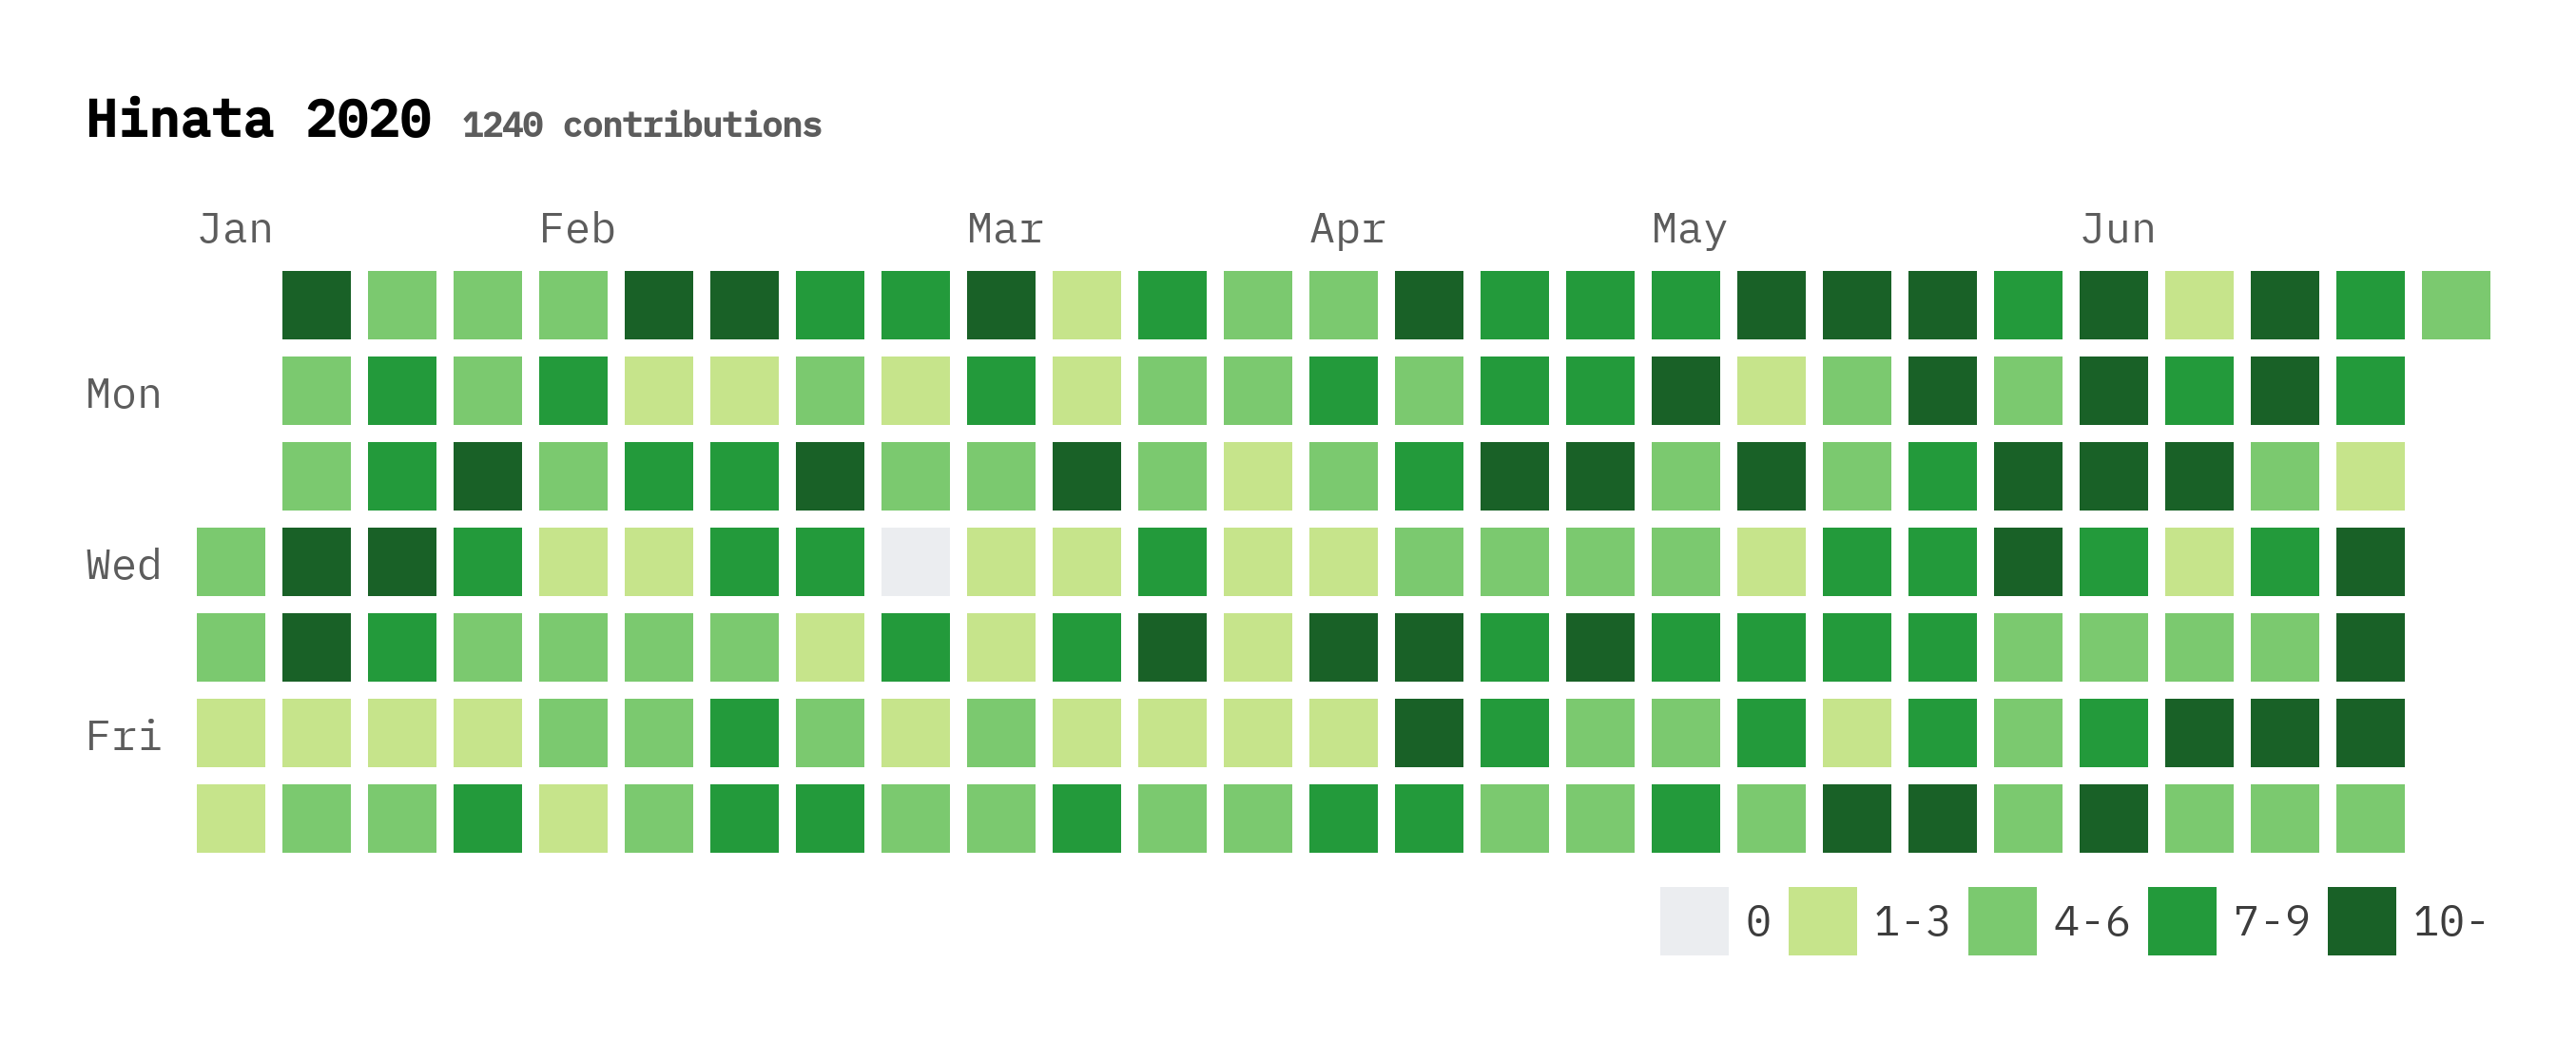 Hinata 2020 1240 contributions
Jan Feb Mar Apr May Jun
Mon
Wed
Fri
0 1-3 4-6 7-9 10-